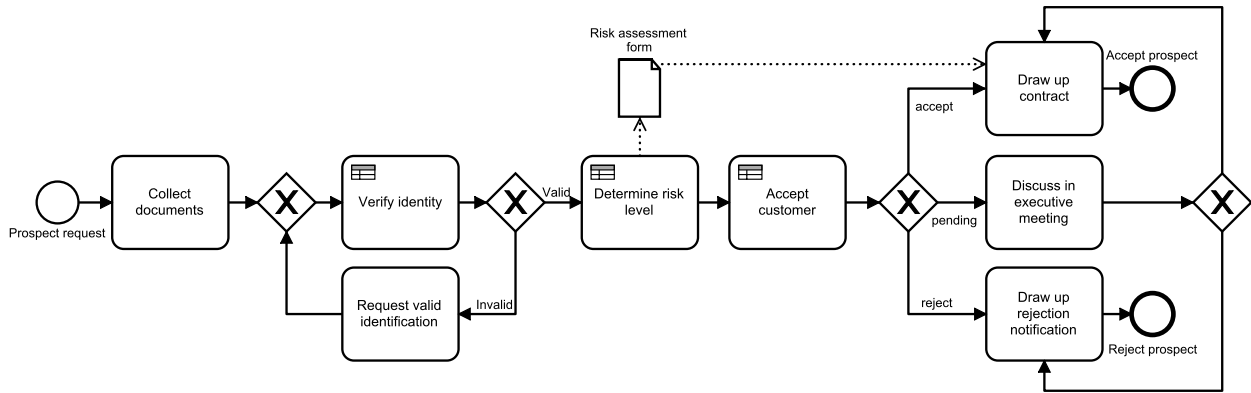 Risk assessment
form
Accept prospect
Draw up
contract
accept
Collect
documents
Verify identity
Valid
Determine risk
level
Accept
customer
Discuss in
executive
meeting
pending
Prospect request
Request valid
identification
Invalid
reject
Draw up
rejection
notification
Reject prospect